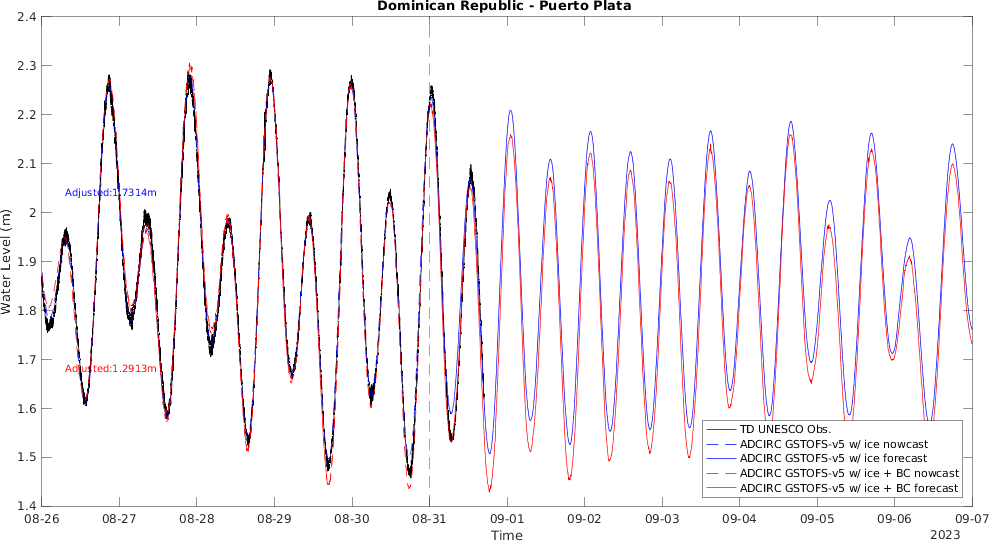 Dominican Republic - Puerto Plata
2.4
2.3
2.2
2.1
2
1.9
1.8
1.7
1.6
1.5
1.4
Water Level (m)
Adjusted:1.7314m
Adjusted:1.2913m
TD UNESCO Obs.
ADCIRC GSTOFS-v5 w/ ice nowcast
ADCIRC GSTOFS-v5 w/ ice forecast
ADCIRC GSTOFS-v5 w/ ice + BC nowcast
ADCIRC GSTOFS-v5 w/ ice + BC forecast
08-26 08-27 08-28 08-29 08-30 08-31 09-01 09-02 09-03 09-04 09-05 09-06 09-07
Time
2023